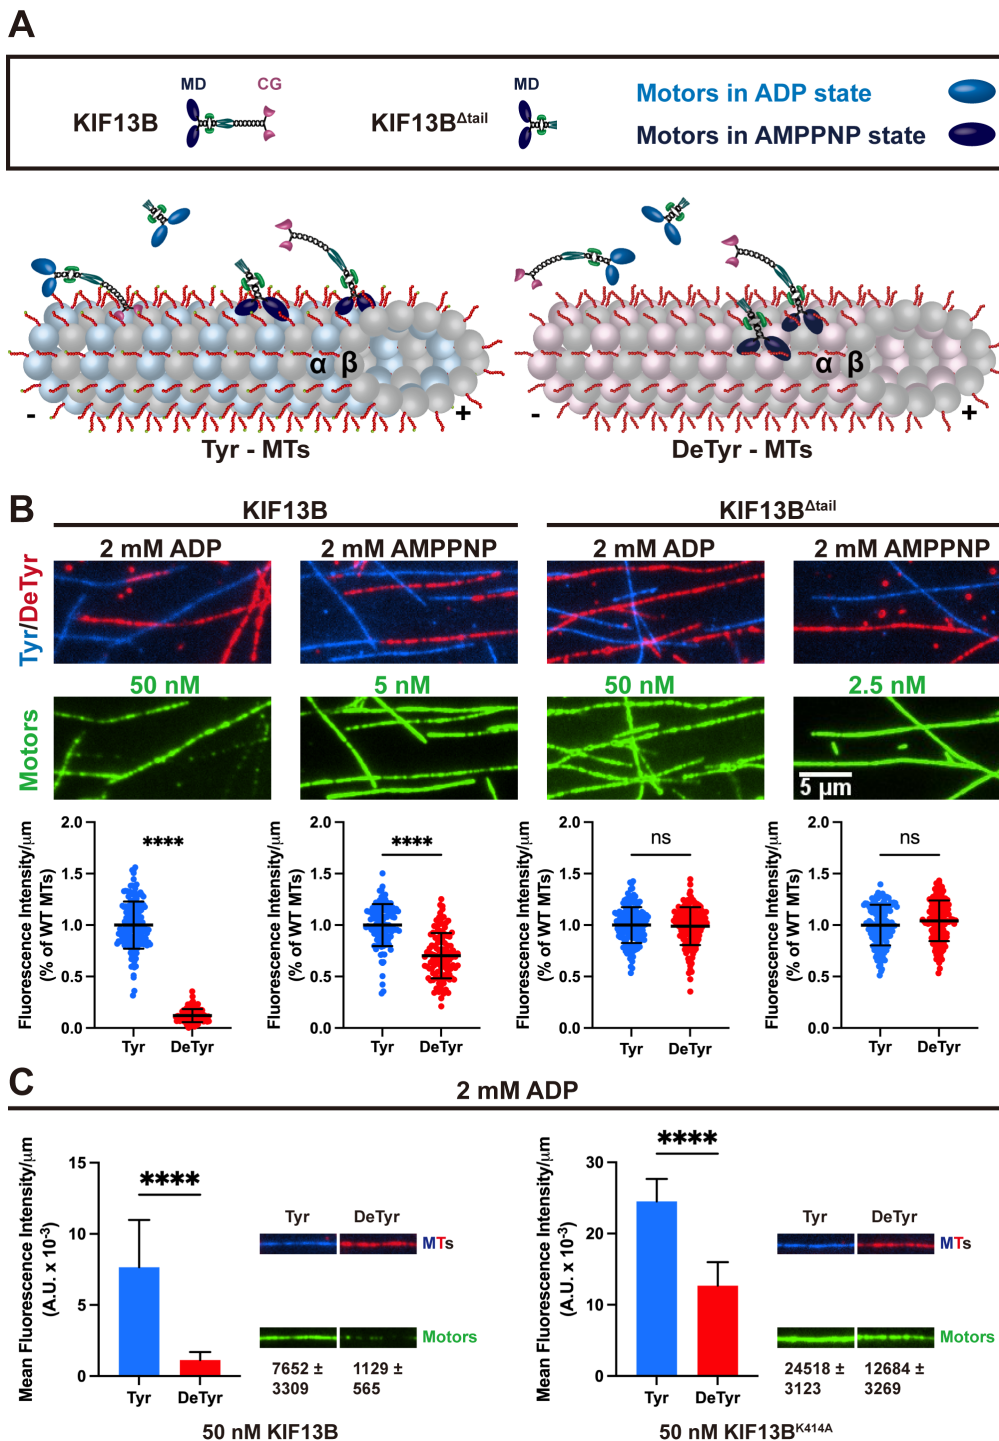 A
MD CG MD
KIF13B KIF13BΔtail
Motors in ADP state
Motors in AMPPNP state
α β α β
- + - +
Tyr - MTs DeTyr - MTs
B
KIF13B KIF13BΔtail
2 mM ADP 2 mM AMPPNP 2 mM ADP 2 mM AMPPNP
Tyr/DeTyr
50 nM 5 nM 50 nM 2.5 nM
Motors
5 μm
Fluorescence Intensity/μm
(% of WT MTs)
2.0
1.5
1.0
0.5
0.0
****
Tyr DeTyr
Fluorescence Intensity/μm
(% of WT MTs)
2.0
1.5
1.0
0.5
0.0
****
Tyr DeTyr
Fluorescence Intensity/μm
(% of WT MTs)
2.0
1.5
1.0
0.5
0.0
ns
Tyr DeTyr
Fluorescence Intensity/μm
(% of WT MTs)
2.0
1.5
1.0
0.5
0.0
ns
Tyr DeTyr
C
2 mM ADP
Mean Fluorescence Intensity/μm
(A.U. x 10-3)
15
10
5
0
****
Tyr DeTyr
Tyr DeTyr
MTs
Motors
7652 ± 1129 ±
3309 565
50 nM KIF13B
Mean Fluorescence Intensity/μm
(A.U. x 10-3)
30
20
10
0
****
Tyr DeTyr
Tyr DeTyr
MTs
Motors
24518 ± 12684 ±
3123 3269
50 nM KIF13BK414A